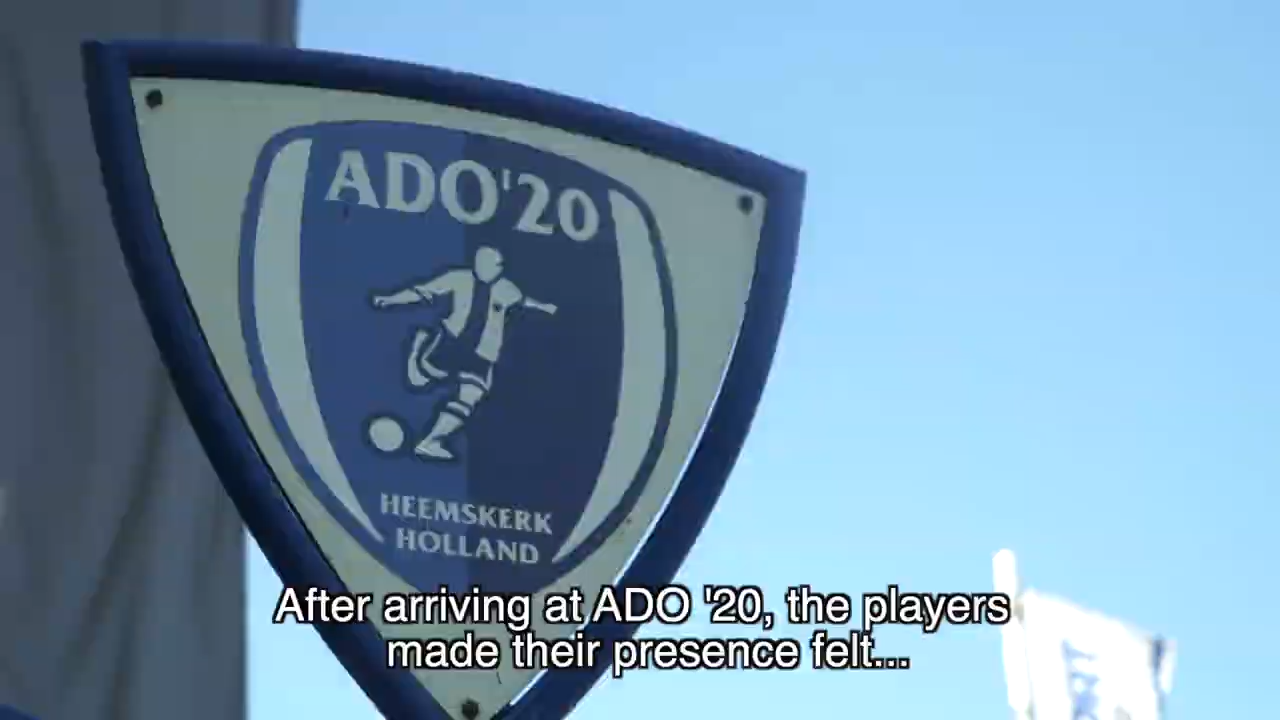 ADO'20
HEEMSKERK
HOLLAND
After arriving at ADO '20, the players
made their presence felt...